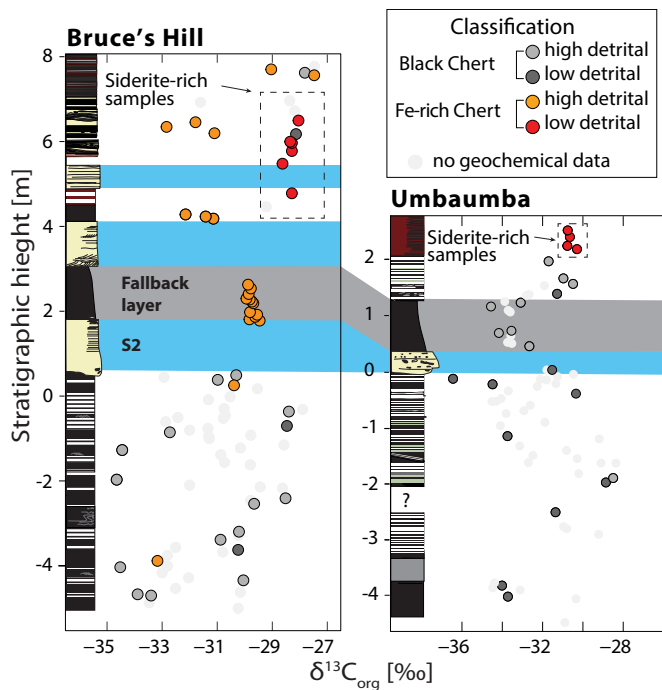 Bruce's Hill
Siderite-rich
samples
Classification
Black Chert
high detrital
low detrital
Fe-rich Chert
high detrital
low detrital
no geochemical data
Umbaumba
Siderite-rich
samples
Fallback
layer
S2
?
Stratigraphic hieght [m]
8
6
4
2
0
-2
-4
2
1
0
-1
-2
-3
-4
−35
−33
−31
−29
−27
−36
−32
−28
δ¹³C_org [‰]